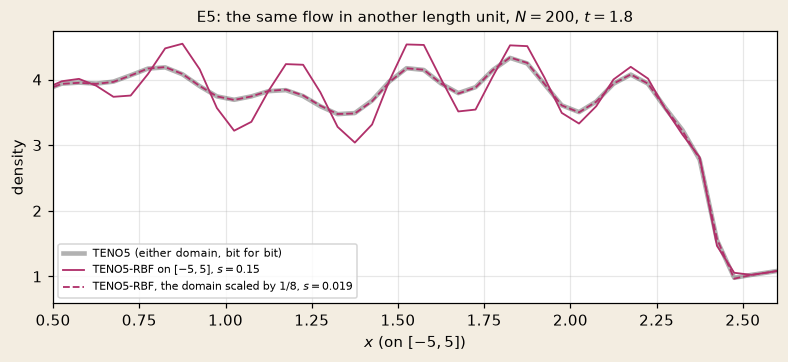 E5: the same flow in another length unit, N = 200, t = 1.8
density
4
3
2
1
TENO5 (either domain, bit for bit)
TENO5-RBF on [−5, 5], s = 0.15
TENO5-RBF, the domain scaled by 1/8, s = 0.019
0.50 0.75 1.00 1.25 1.50 1.75 2.00 2.25 2.50
x (on [−5, 5])